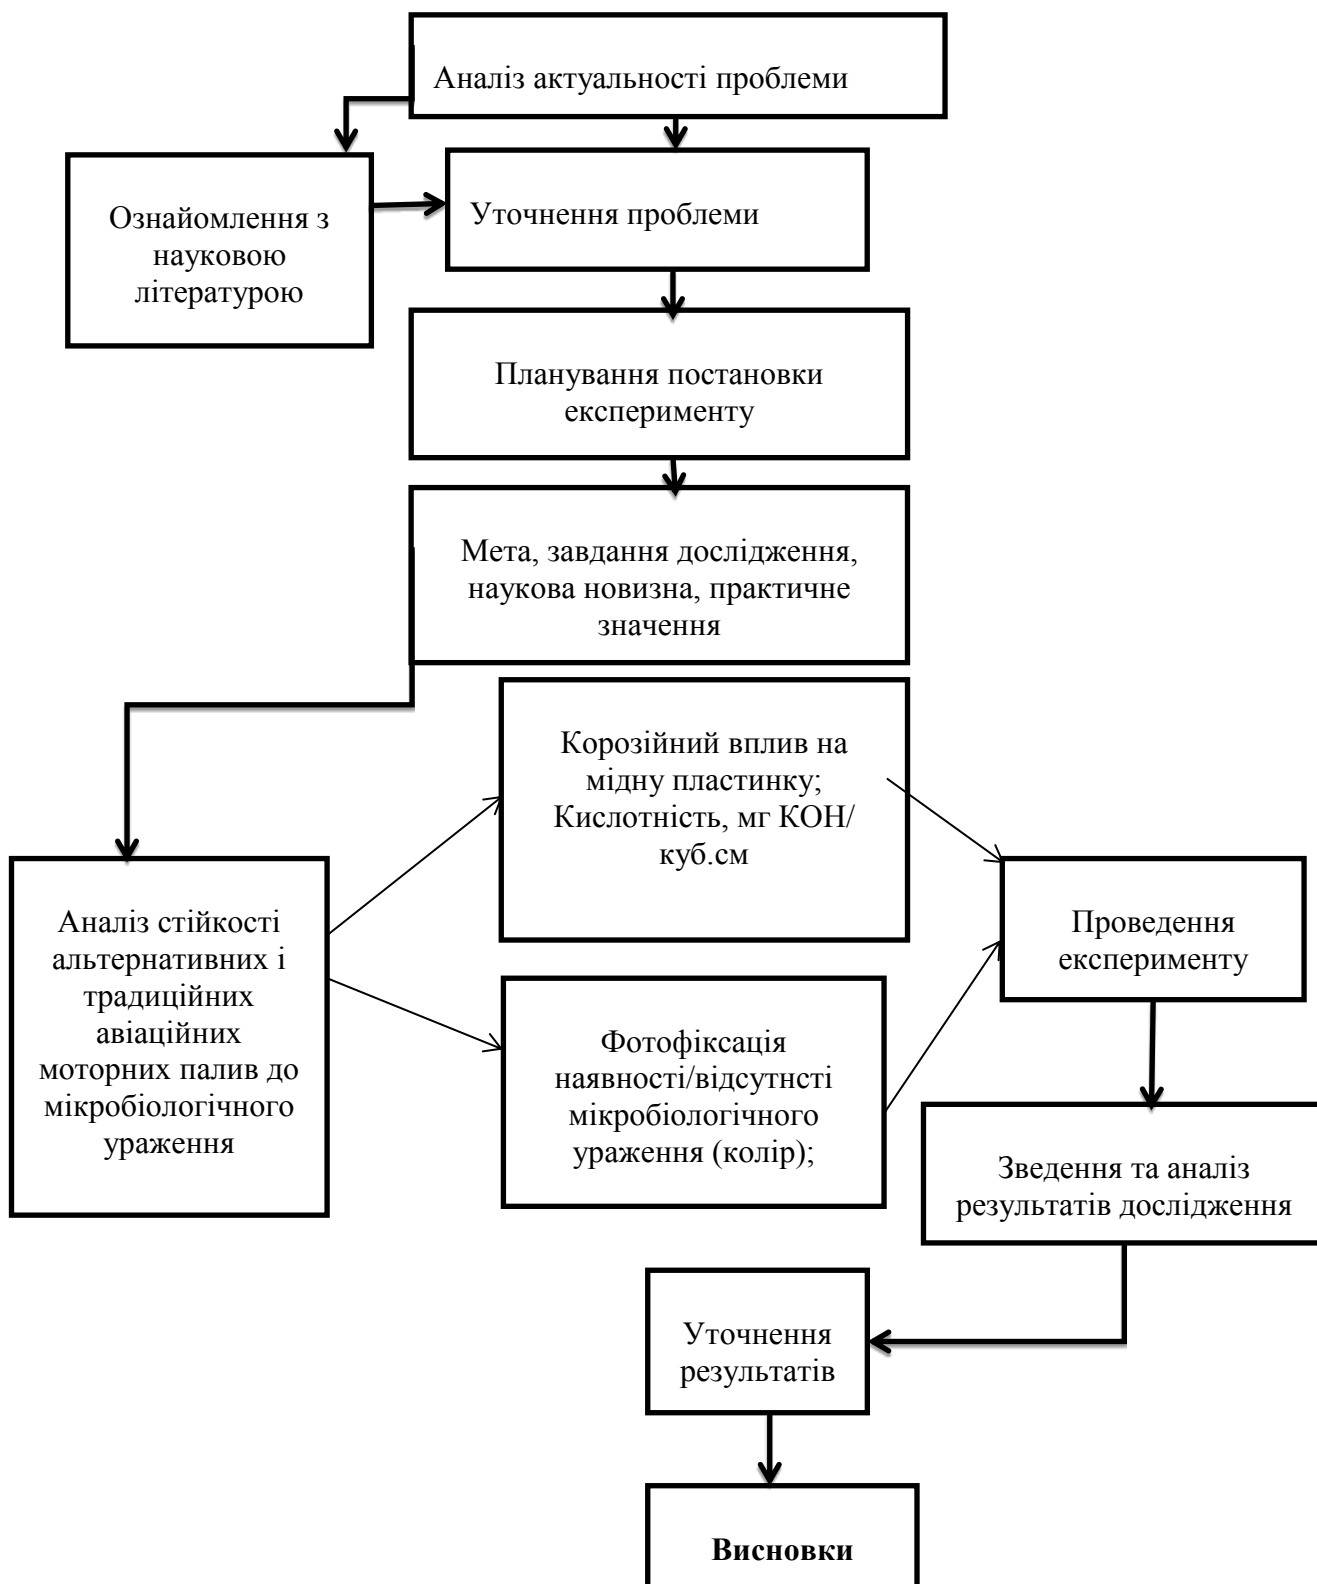 Аналіз актуальності проблеми
Ознайомлення з
науковою
літературою
Уточнення проблеми
Планування постановки
експерименту
Мета, завдання дослідження,
наукова новизна, практичне
значення
Корозійний вплив на
мідну пластинку;
Кислотність, мг КОН/
куб.см
Аналіз стійкості
альтернативних і
традиційних
авіаційних
моторних палив до
мікробіологічного
ураження
Фотофіксація
наявності/відсутнсті
мікробіологічного
ураження (колір);
Проведення
експерименту
Зведення та аналіз
результатів дослідження
Уточнення
результатів
Висновки